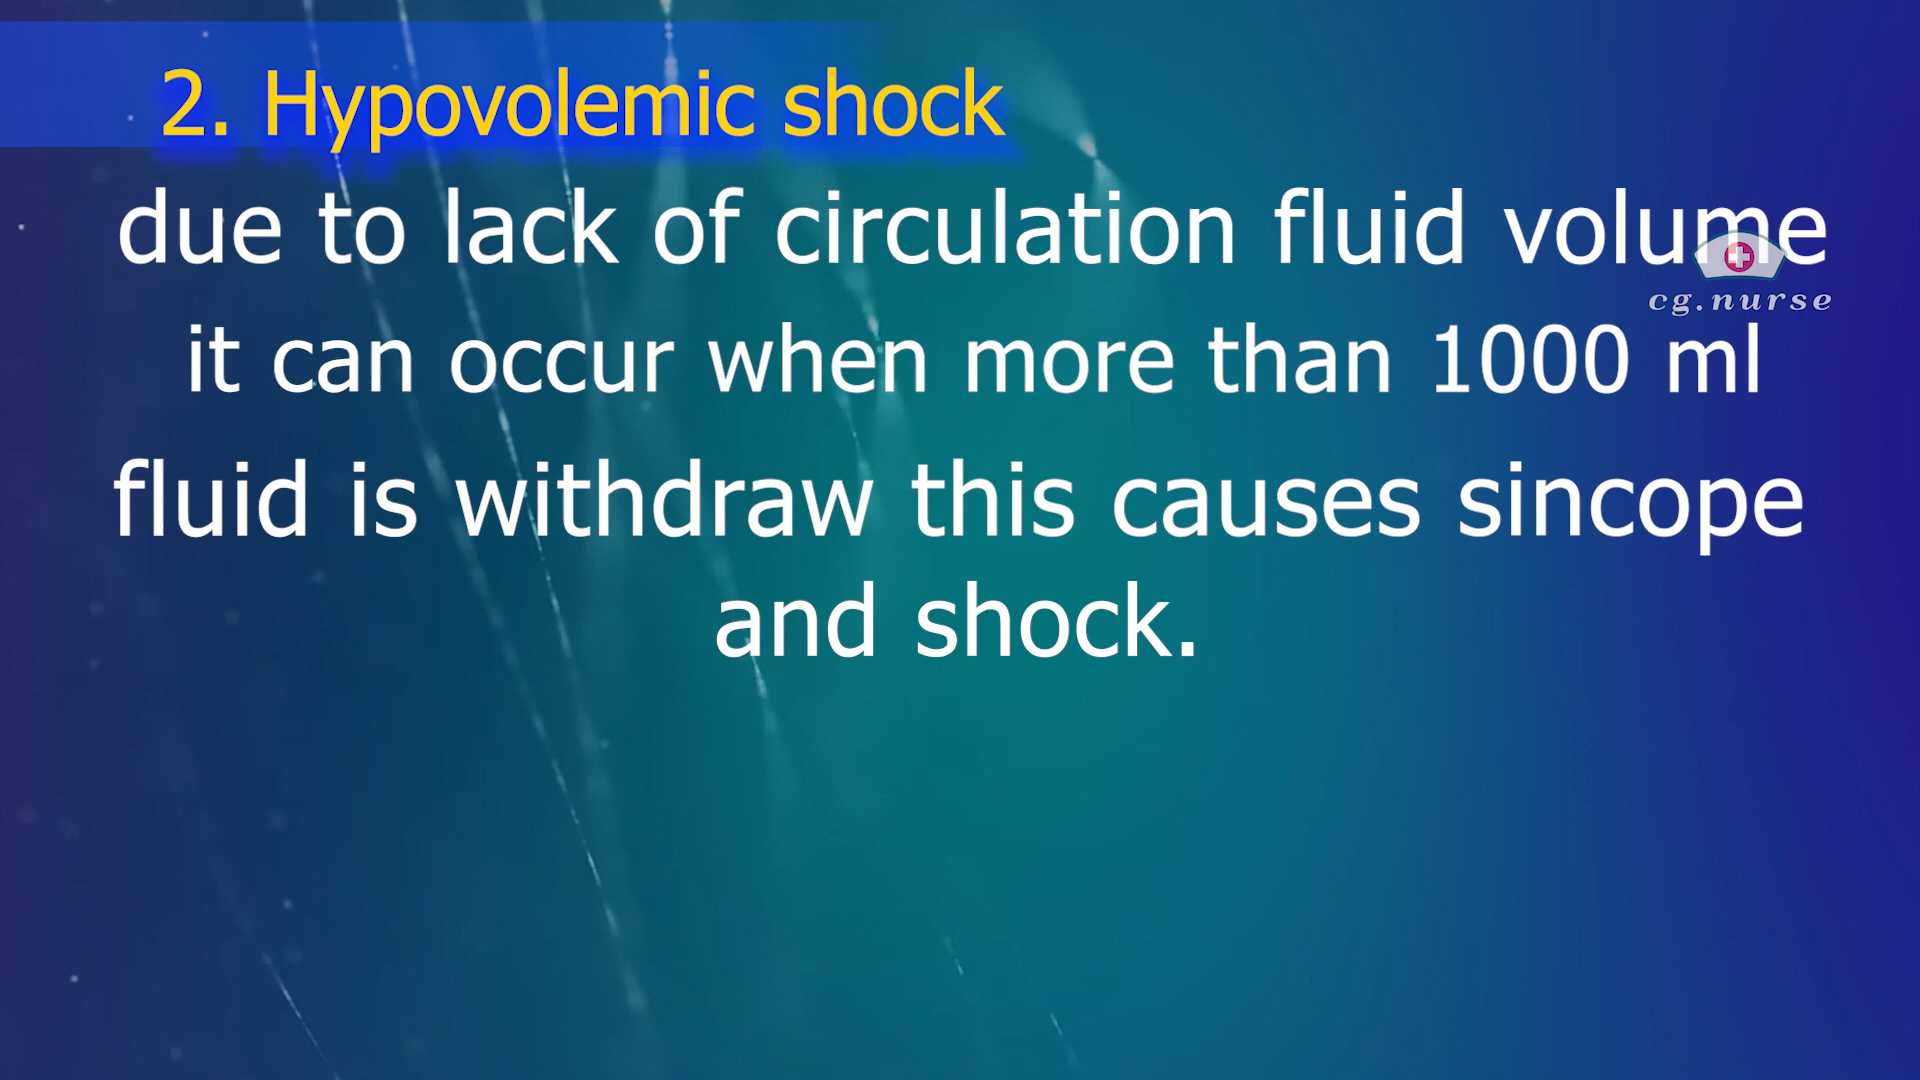 2. Hypovolemic shock
due to lack of circulation fluid volume
cg.nurse
it can occur when more than 1000 ml
fluid is withdraw this causes sincope
and shock.